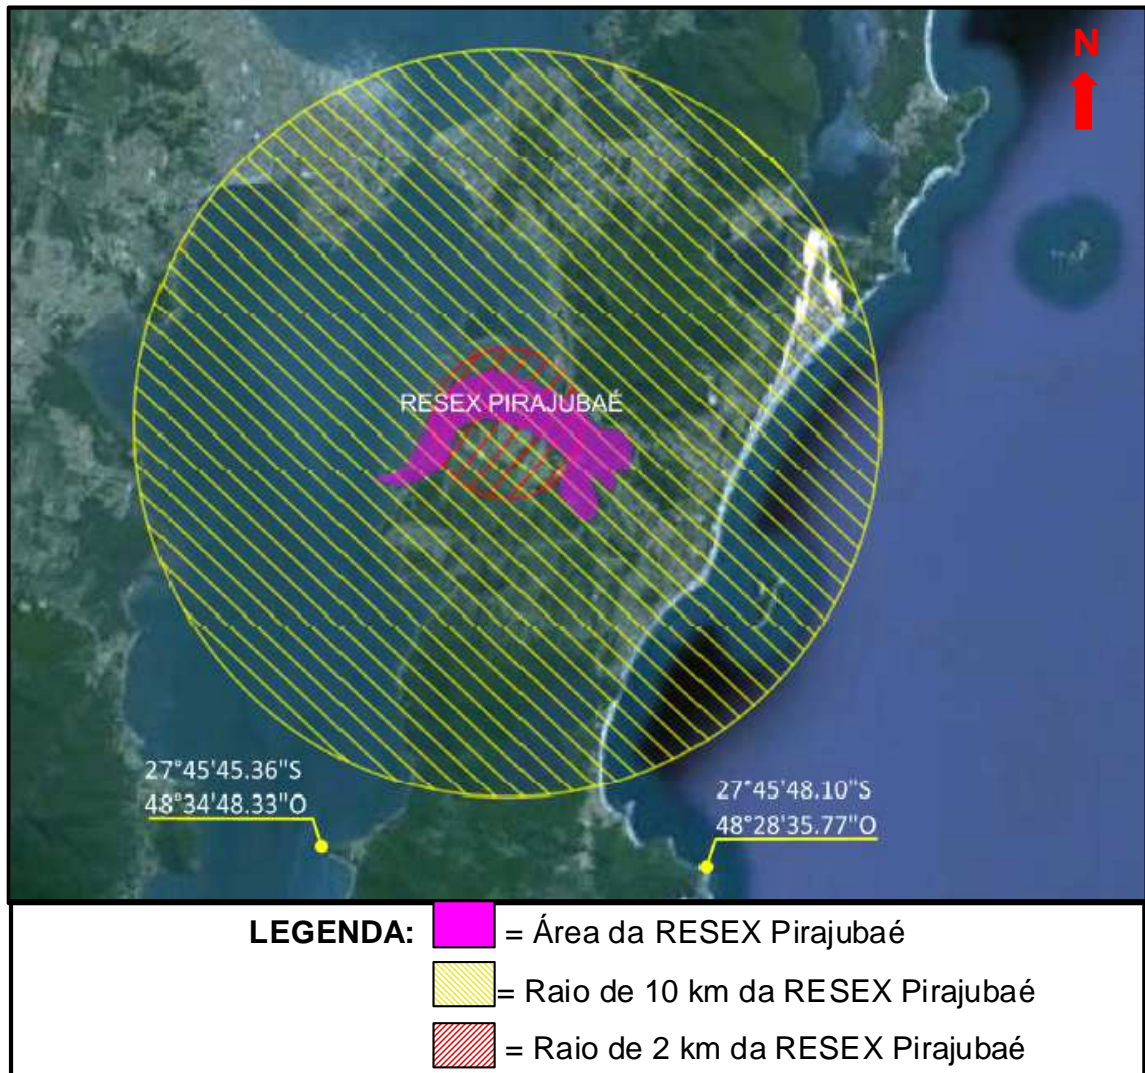 N
RESEX PIRAJUBAÉ
27°45'45.36"S
48°34'48.33"O
27°45'48.10"S
48°28'35.77"O
LEGENDA:
= Área da RESEX Pirajubaé
= Raio de 10 km da RESEX Pirajubaé
= Raio de 2 km da RESEX Pirajubaé